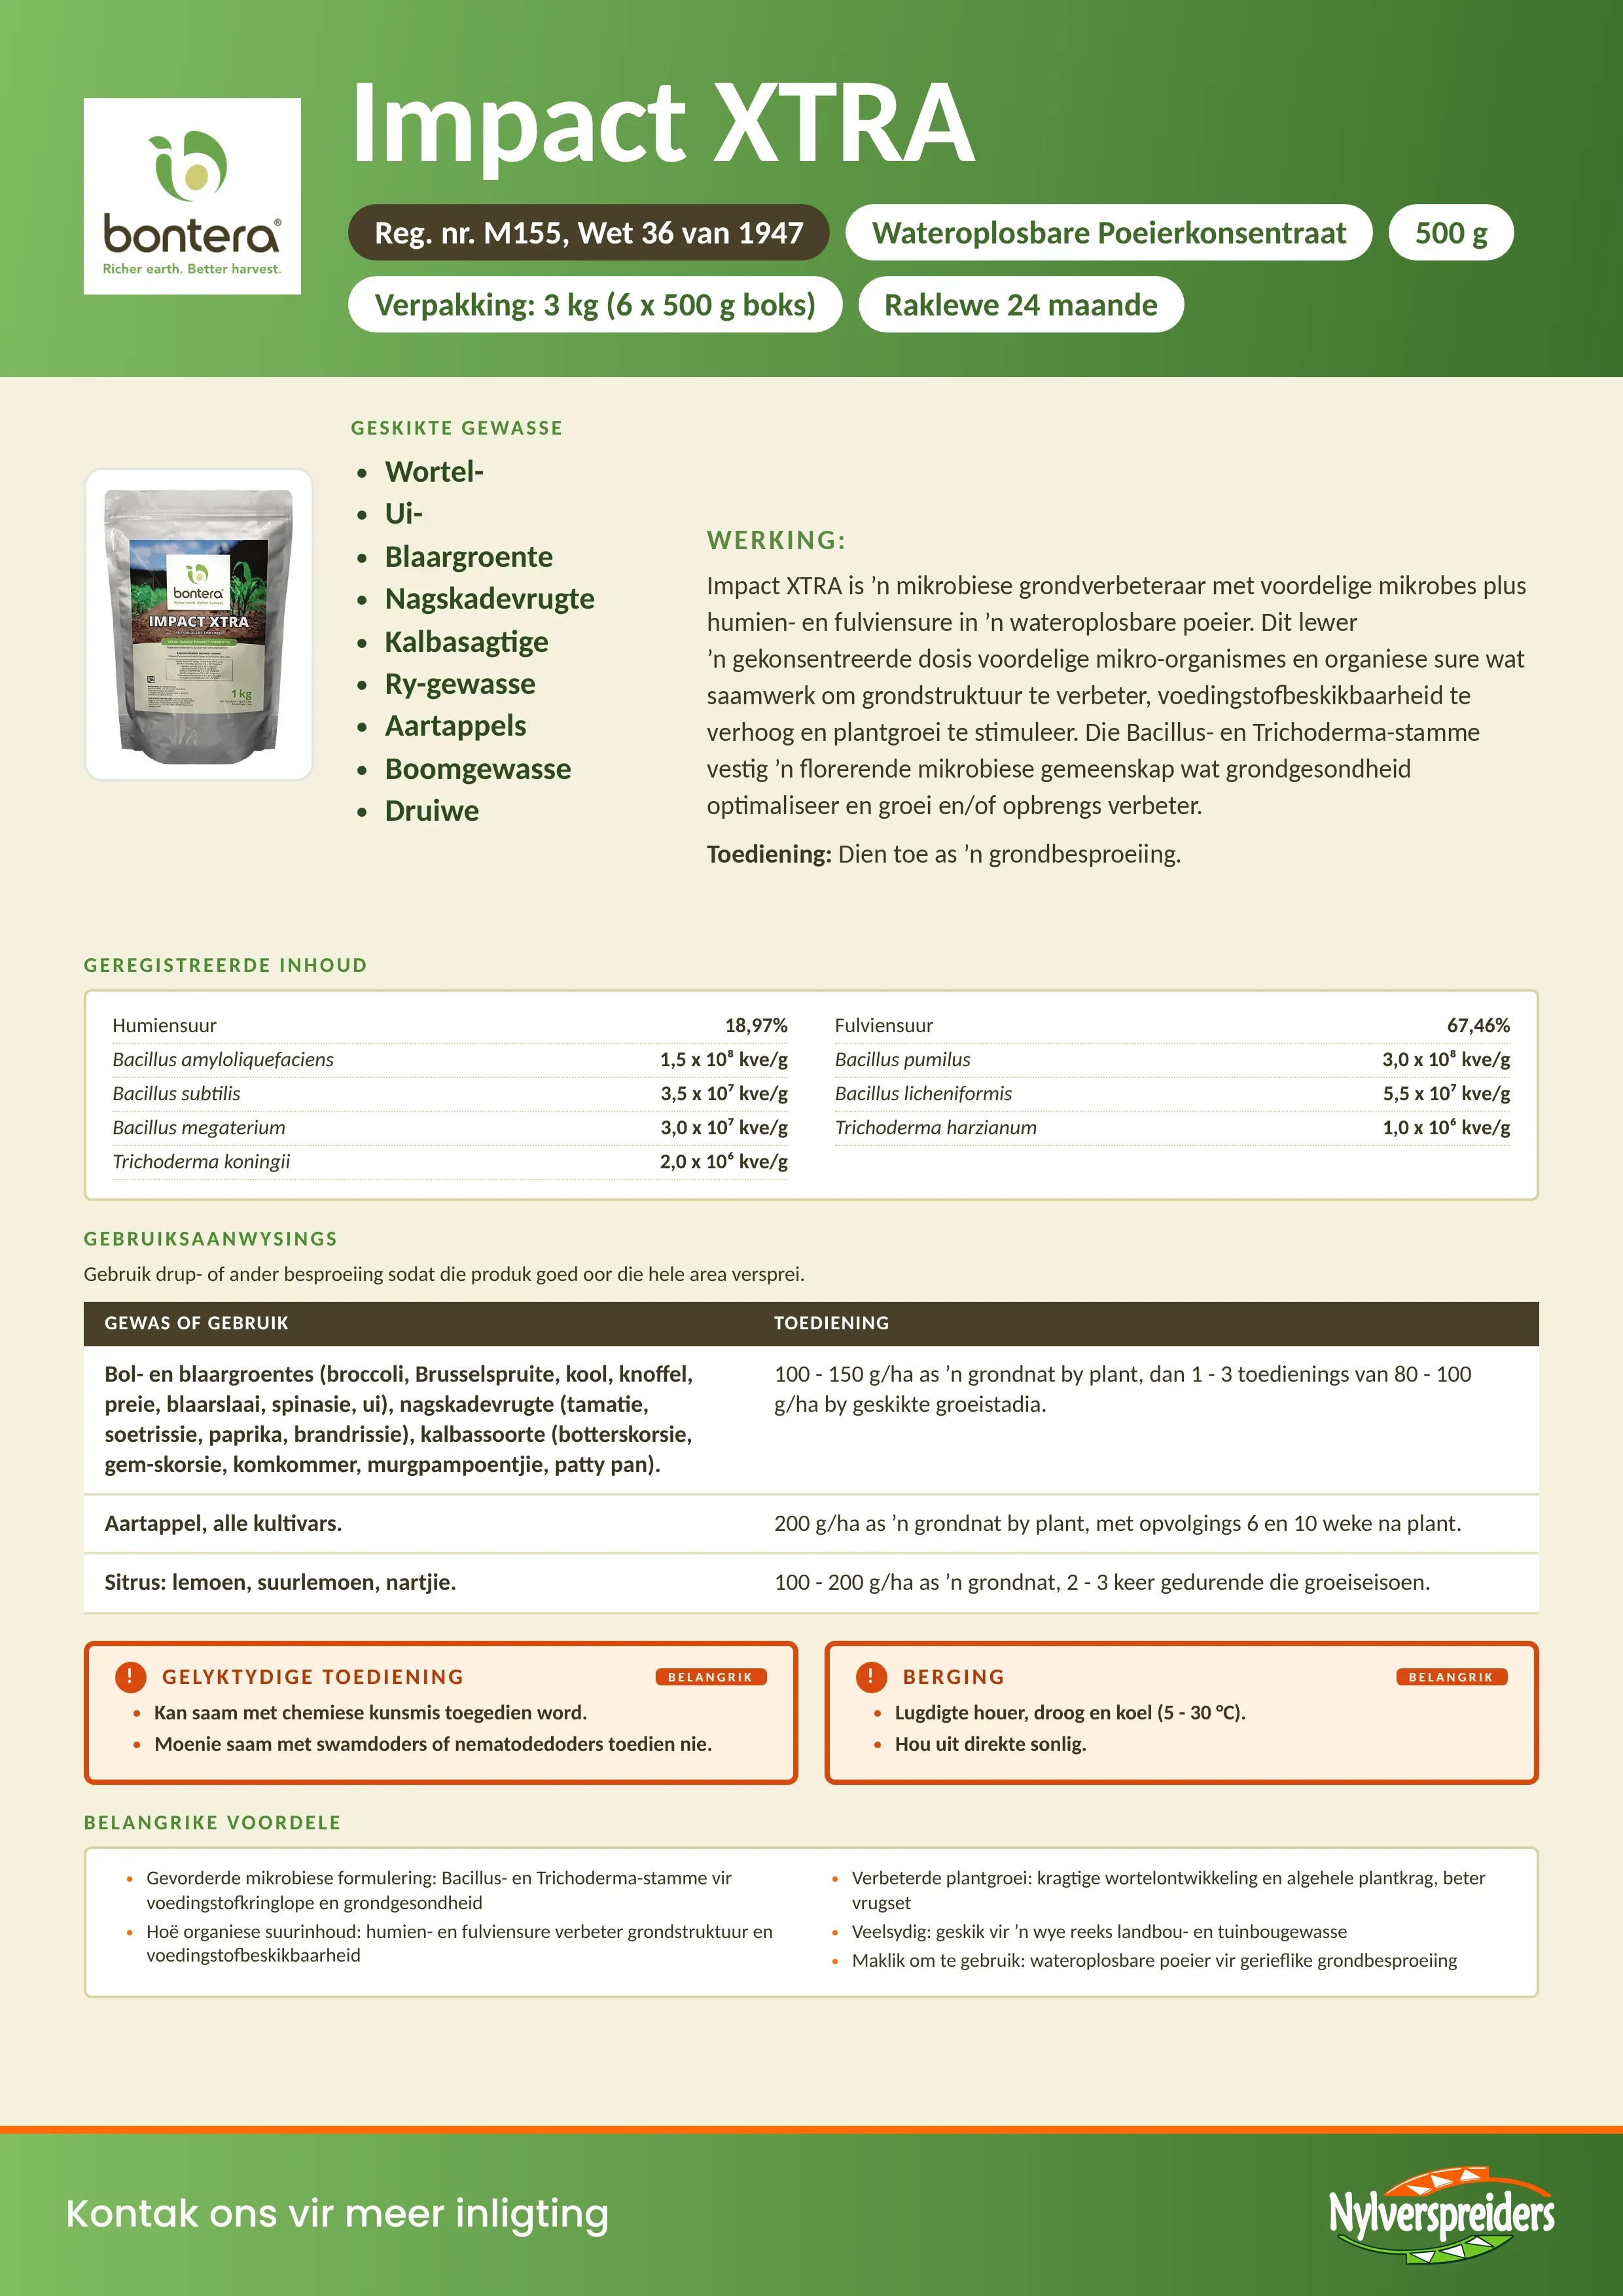 bontera®
Richer earth. Better harvest.
Impact XTRA
Reg. nr. M155, Wet 36 van 1947
Wateroplosbare Poeierkonsentraat
500 g
Verpakking: 3 kg (6 x 500 g boks)
Raklewe 24 maande
GESKIKTE GEWASSE
• Wortel-
• Ui-
• Blaargroente
• Nagskadevrugte
• Kalbasagtige
• Ry-gewasse
• Aartappels
• Boomgewasse
• Druiwe
bontera
IMPACT XTRA
1 kg
WERKING:
Impact XTRA is ’n mikrobiese grondverbeteraar met voordelige mikrobes plus
humien- en fulviensure in ’n wateroplosbare poeier. Dit lewer
’n gekonsentreerde dosis voordelige mikro-organismes en organiese sure wat
saamwerk om grondstruktuur te verbeter, voedingstofbeskikbaarheid te
verhoog en plantgroei te stimuleer. Die Bacillus- en Trichoderma-stamme
vestig ’n florerende mikrobiese gemeenskap wat grondgesondheid
optimaliseer en groei en/of opbrengs verbeter.
Toediening: Dien toe as ’n grondbesproeiing.
GEREGISTREERDE INHOUD
Humiensuur 18,97%
Bacillus amyloliquefaciens 1,5 x 10⁸ kve/g
Bacillus subtilis 3,5 x 10⁷ kve/g
Bacillus megaterium 3,0 x 10⁷ kve/g
Trichoderma koningii 2,0 x 10⁶ kve/g
Fulviensuur 67,46%
Bacillus pumilus 3,0 x 10⁸ kve/g
Bacillus licheniformis 5,5 x 10⁷ kve/g
Trichoderma harzianum 1,0 x 10⁶ kve/g
GEBRUIKSAANWYSINGS
Gebruik drup- of ander besproeiing sodat die produk goed oor die hele area versprei.
GEWAS OF GEBRUIK TOEDIENING
Bol- en blaargroentes (broccoli, Brusselspruite, kool, knoffel,
preie, blaarslaai, spinasie, ui), nagskadevrugte (tamatie,
soetrissie, paprika, brandrissie), kalbassoorte (botterskorsie,
gem-skorsie, komkommer, murgpampoentjie, patty pan).
100 - 150 g/ha as ’n grondnat by plant, dan 1 - 3 toedienings van 80 - 100
g/ha by geskikte groeistadia.
Aartappel, alle kultivars.
200 g/ha as ’n grondnat by plant, met opvolgings 6 en 10 weke na plant.
Sitrus: lemoen, suurlemoen, nartjie.
100 - 200 g/ha as ’n grondnat, 2 - 3 keer gedurende die groeiseisoen.
! GELYKTYDIGE TOEDIENING BELANGRIK
• Kan saam met chemiese kunsmis toegedien word.
• Moenie saam met swamdoders of nematodedoders toedien nie.
! BERGING BELANGRIK
• Lugdigte houer, droog en koel (5 - 30 °C).
• Hou uit direkte sonlig.
BELANGRIKE VOORDELE
• Gevorderde mikrobiese formulering: Bacillus- en Trichoderma-stamme vir
voedingstofkringlope en grondgesondheid
• Hoë organiese suurinhoud: humien- en fulviensure verbeter grondstruktuur en
voedingstofbeskikbaarheid
• Verbeterde plantgroei: kragtige wortelontwikkeling en algehele plantkrag, beter
vrugset
• Veelsydig: geskik vir ’n wye reeks landbou- en tuinbougewasse
• Maklik om te gebruik: wateroplosbare poeier vir gerieflike grondbesproeiing
Kontak ons vir meer inligting
Nylverspreiders